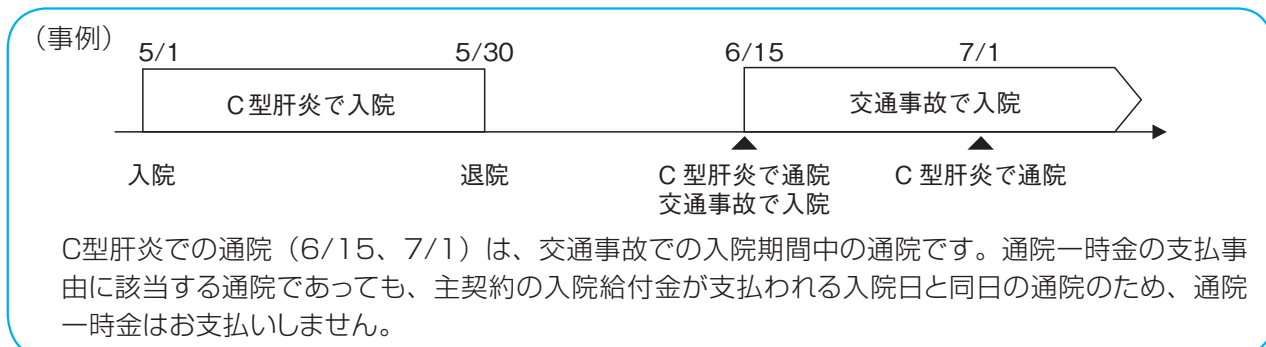 （事例）
5/1 5/30 6/15 7/1
C型肝炎で入院 交通事故で入院
入院 退院 C型肝炎で通院 C型肝炎で通院
交通事故で入院
C型肝炎での通院（6/15、7/1）は、交通事故での入院期間中の通院です。通院一時金の支払事
由に該当する通院であっても、主契約の入院給付金が支払われる入院日と同日の通院のため、通院
一時金はお支払いしません。